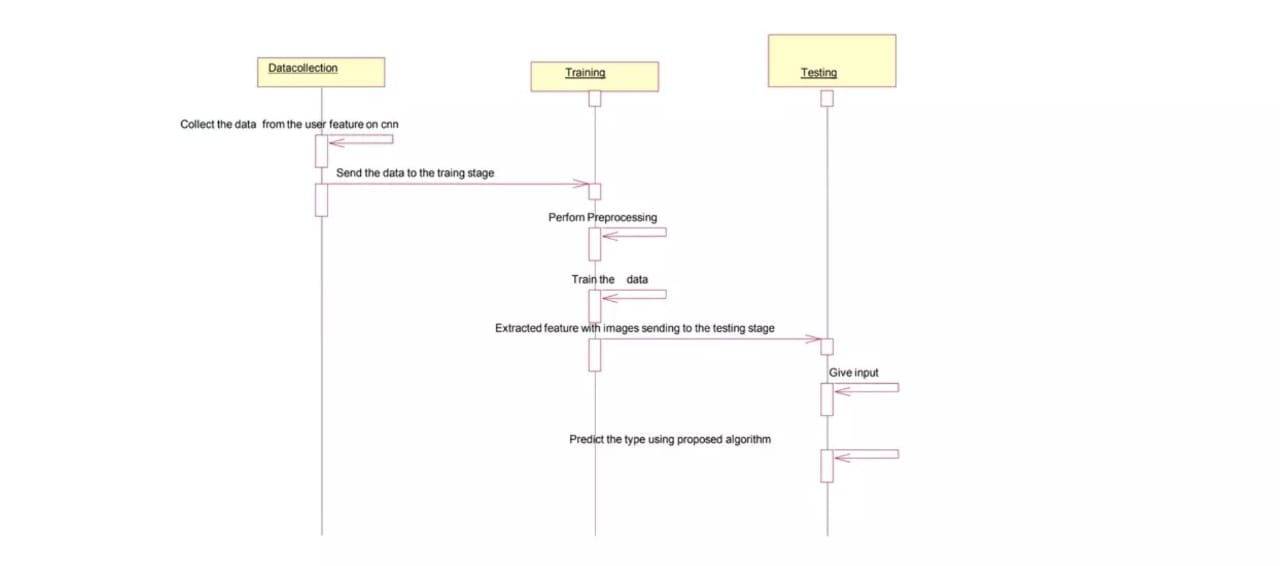 Datacollection
Training
Testing
Collect the data from the user feature on cnn
Send the data to the traing stage
Perforn Preprocessing
Train the data
Extracted feature with images sending to the testing stage
Give input
Predict the type using proposed algorithm